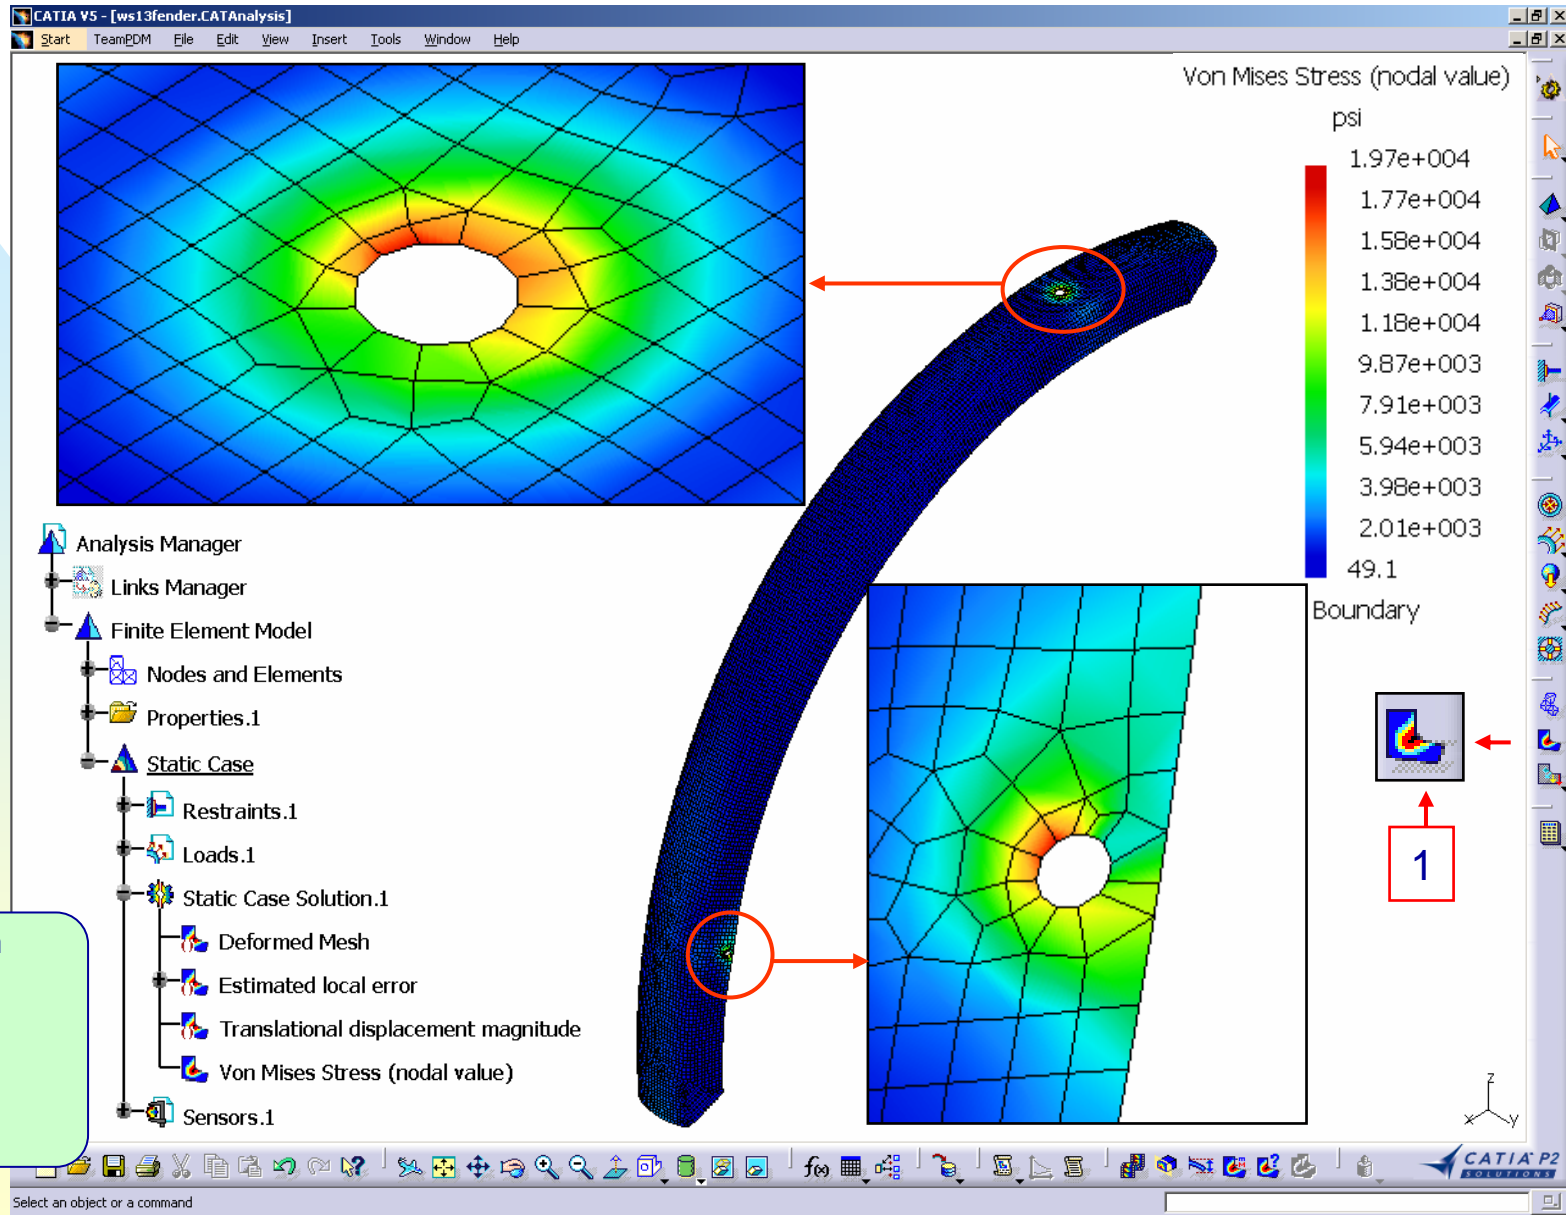 CATIA V5 - [ws13fender.CATAnalysis]
Start TeamPDM File Edit View Insert Tools Window Help
Von Mises Stress (nodal value)
psi
1.97e+004
1.77e+004
1.58e+004
1.38e+004
1.18e+004
9.87e+003
7.91e+003
5.94e+003
3.98e+003
2.01e+003
49.1
Boundary
Analysis Manager
Links Manager
Finite Element Model
Nodes and Elements
Properties.1
Static Case
Restraints.1
Loads.1
Static Case Solution.1
Deformed Mesh
Estimated local error
Translational displacement magnitude
Von Mises Stress (nodal value)
Sensors.1
1
z
x y
f(x)
CATIA P2
SOLUTIONS
Select an object or a command